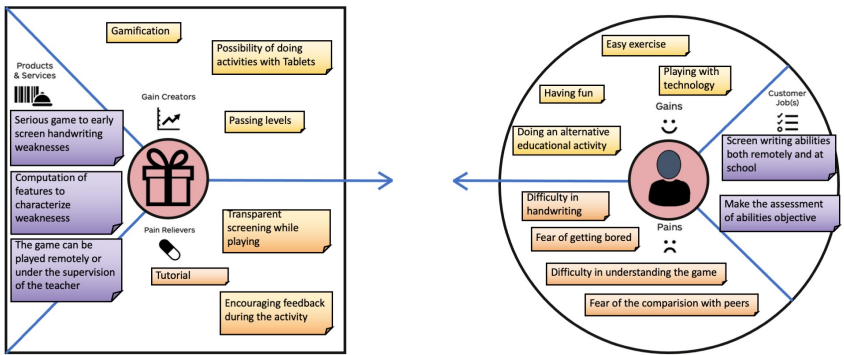 Gamification
Possibility of doing
activities with Tablets
Products
& Services
Gain Creators
Passing levels
Serious game to early
screen handwriting
weaknesses
Computation of
features to
characterize
weaknesess
The game can be
played remotely or
under the supervision
of the teacher
Pain Relievers
Transparent
screening while
playing
Tutorial
Encouraging feedback
during the activity
Easy exercise
Playing with
technology
Having fun
Gains
Doing an alternative
educational activity
Customer
Job(s)
Screen writing abilities
both remotely and at
school
Make the assessment
of abilities objective
Difficulty in
handwriting
Pains
Fear of getting bored
Difficulty in understanding the game
Fear of the comparision with peers